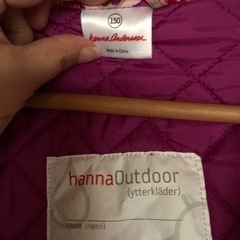 150
hanna Andersson
Made in China
hannaOutdoor
(ytterkläder)
name (namn)